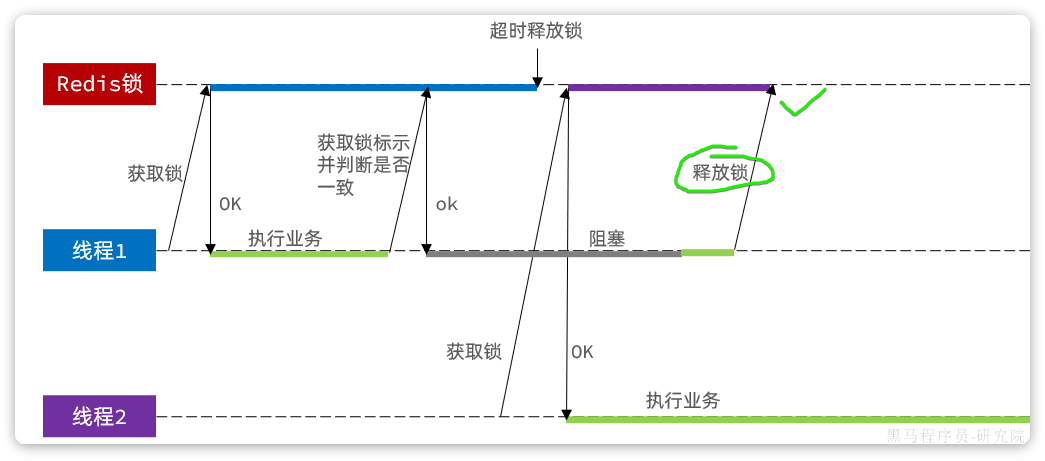 超时释放锁
Redis锁
获取锁标示
并判断是否
一致
获取锁
释放锁
OK
ok
执行业务
阻塞
线程1
获取锁
OK
执行业务
线程2
黑马程序员-研究院